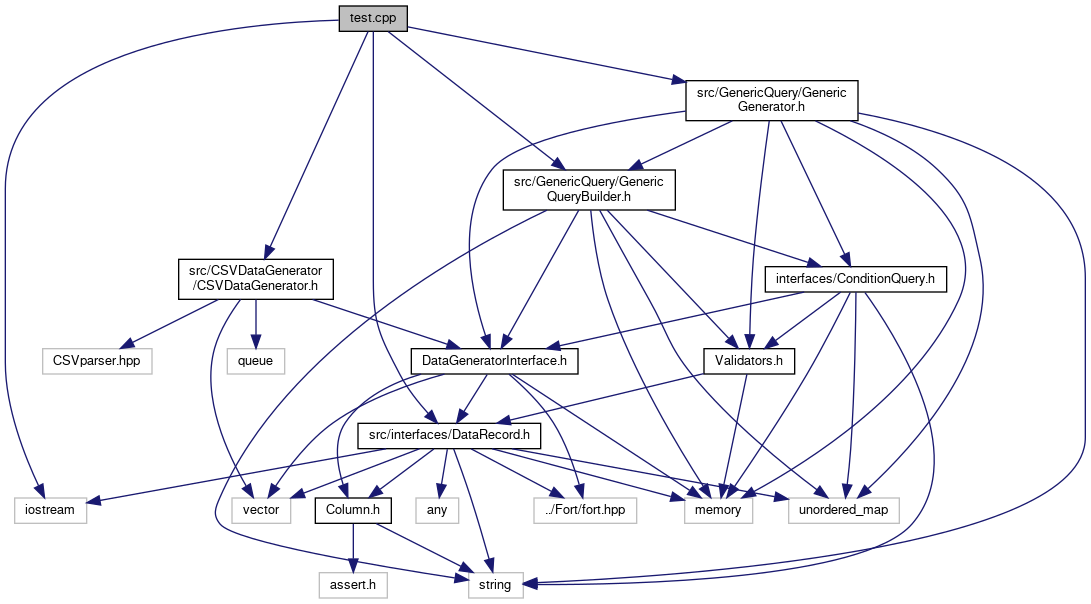 test.cpp
src/GenericQuery/Generic
Generator.h
src/GenericQuery/Generic
QueryBuilder.h
src/CSVDataGenerator
/CSVDataGenerator.h
interfaces/ConditionQuery.h
CSVparser.hpp
queue
DataGeneratorInterface.h
Validators.h
src/interfaces/DataRecord.h
iostream
vector
Column.h
any
../Fort/fort.hpp
memory
unordered_map
assert.h
string